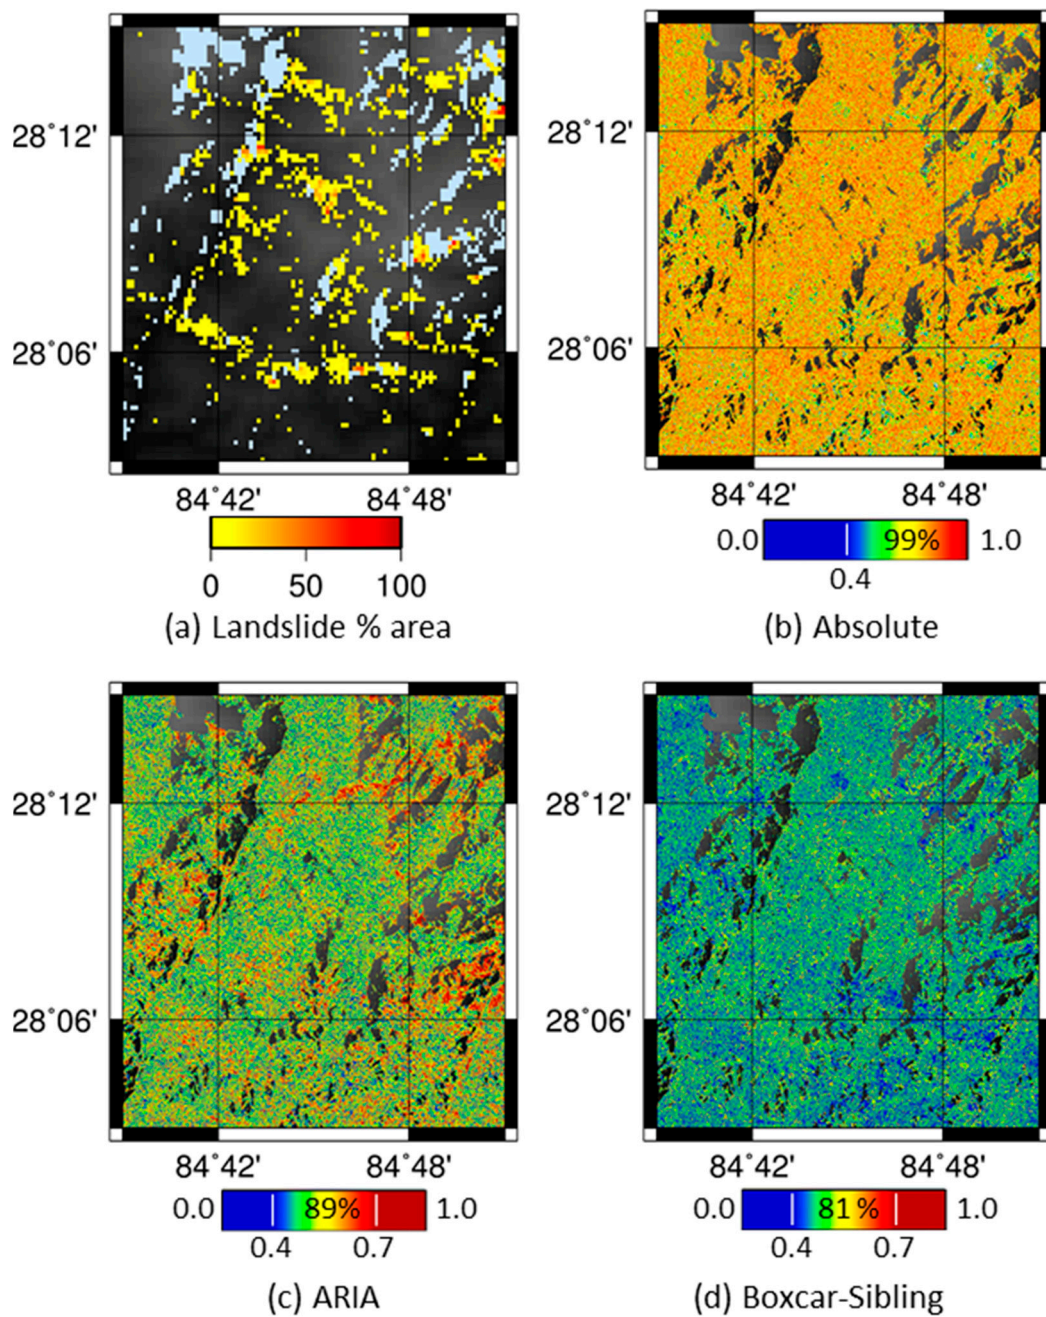 28°12'
28°12'
28°06'
28°06'
84°42' 84°48'
84°42' 84°48'
0 50 100
0.0 99% 1.0
0.4
(a) Landslide % area
(b) Absolute
28°12'
28°12'
28°06'
28°06'
84°42' 84°48'
84°42' 84°48'
0.0 89% 1.0
0.4 0.7
0.0 81 % 1.0
0.4 0.7
(c) ARIA
(d) Boxcar-Sibling